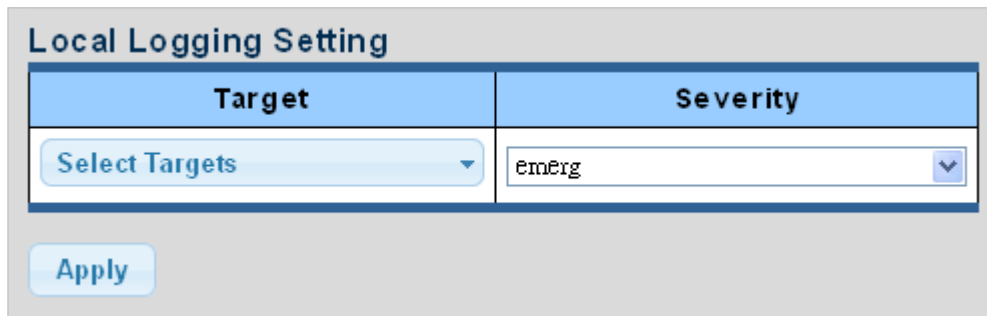 Local Logging Setting
Target Severity
Select Targets emerg
Apply